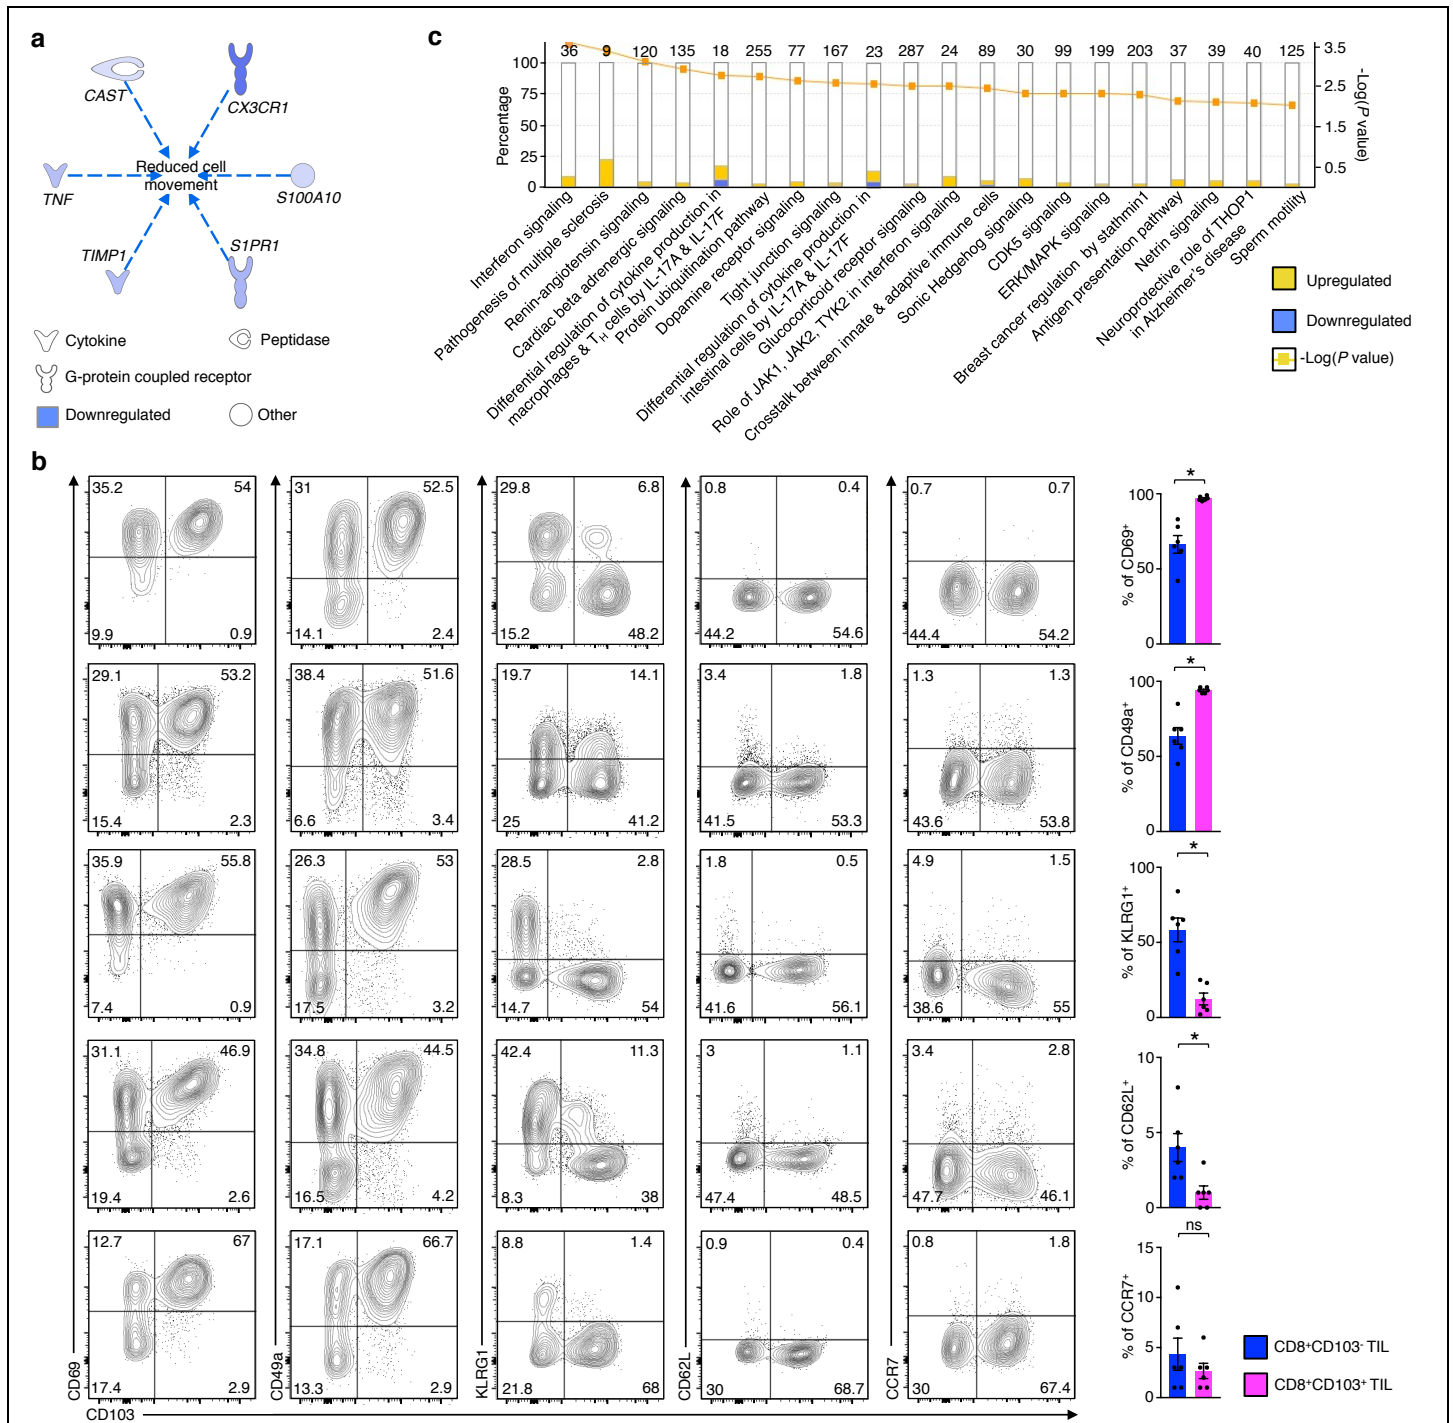 a
CAST
CX3CR1
Reduced cell
movement
TNF
S100A10
TIMP1
S1PR1
Cytokine
Peptidase
G-protein coupled receptor
Downregulated
Other
c
36 9 120 135 18 255 77 167 23 287 24 89 30 99 199 203 37 39 40 125
Percentage
100
75
50
25
0
3.5
2.5
1.5
0.5
-Log(P value)
Interferon signaling
Pathogenesis of multiple sclerosis
Renin-angiotensin signaling
Cardiac beta adrenergic signaling
Differential regulation of cytokine production in
macrophages & TH cells by IL-17A & IL-17F
Protein ubiquitination pathway
Dopamine receptor signaling
Tight junction signaling
Differential regulation of cytokine production in
intestinal cells by IL-17A & IL-17F
Glucocorticoid receptor signaling
Role of JAK1, JAK2, TYK2 in interferon signaling
Crosstalk between innate & adaptive immune cells
Sonic Hedgehog signaling
CDK5 signaling
ERK/MAPK signaling
Breast cancer regulation by stathmin1
Antigen presentation pathway
Netrin signaling
Neuroprotective role of THOP1
in Alzheimer's disease
Sperm motility
Upregulated
Downregulated
-Log(P value)
b
35.2 54
9.9 0.9
31 52.5
14.1 2.4
29.8 6.8
15.2 48.2
0.8 0.4
44.2 54.6
0.7 0.7
44.4 54.2
*
100
50
0
% of CD69+
29.1 53.2
15.4 2.3
38.4 51.6
6.6 3.4
19.7 14.1
25 41.2
3.4 1.8
41.5 53.3
1.3 1.3
43.6 53.8
*
100
50
0
% of CD49a+
35.9 55.8
7.4 0.9
26.3 53
17.5 3.2
28.5 2.8
14.7 54
1.8 0.5
41.6 56.1
4.9 1.5
38.6 55
*
100
50
0
% of KLRG1+
31.1 46.9
19.4 2.6
34.8 44.5
16.5 4.2
42.4 11.3
8.3 38
3 1.1
47.4 48.5
3.4 2.8
47.7 46.1
*
10
5
0
% of CD62L+
12.7 67
17.4 2.9
17.1 66.7
13.3 2.9
8.8 1.4
21.8 68
0.9 0.4
30 68.7
0.8 1.8
30 67.4
ns
15
10
5
0
% of CCR7+
CD69
CD49a
KLRG1
CD62L
CCR7
CD103
CD8+CD103- TIL
CD8+CD103+ TIL